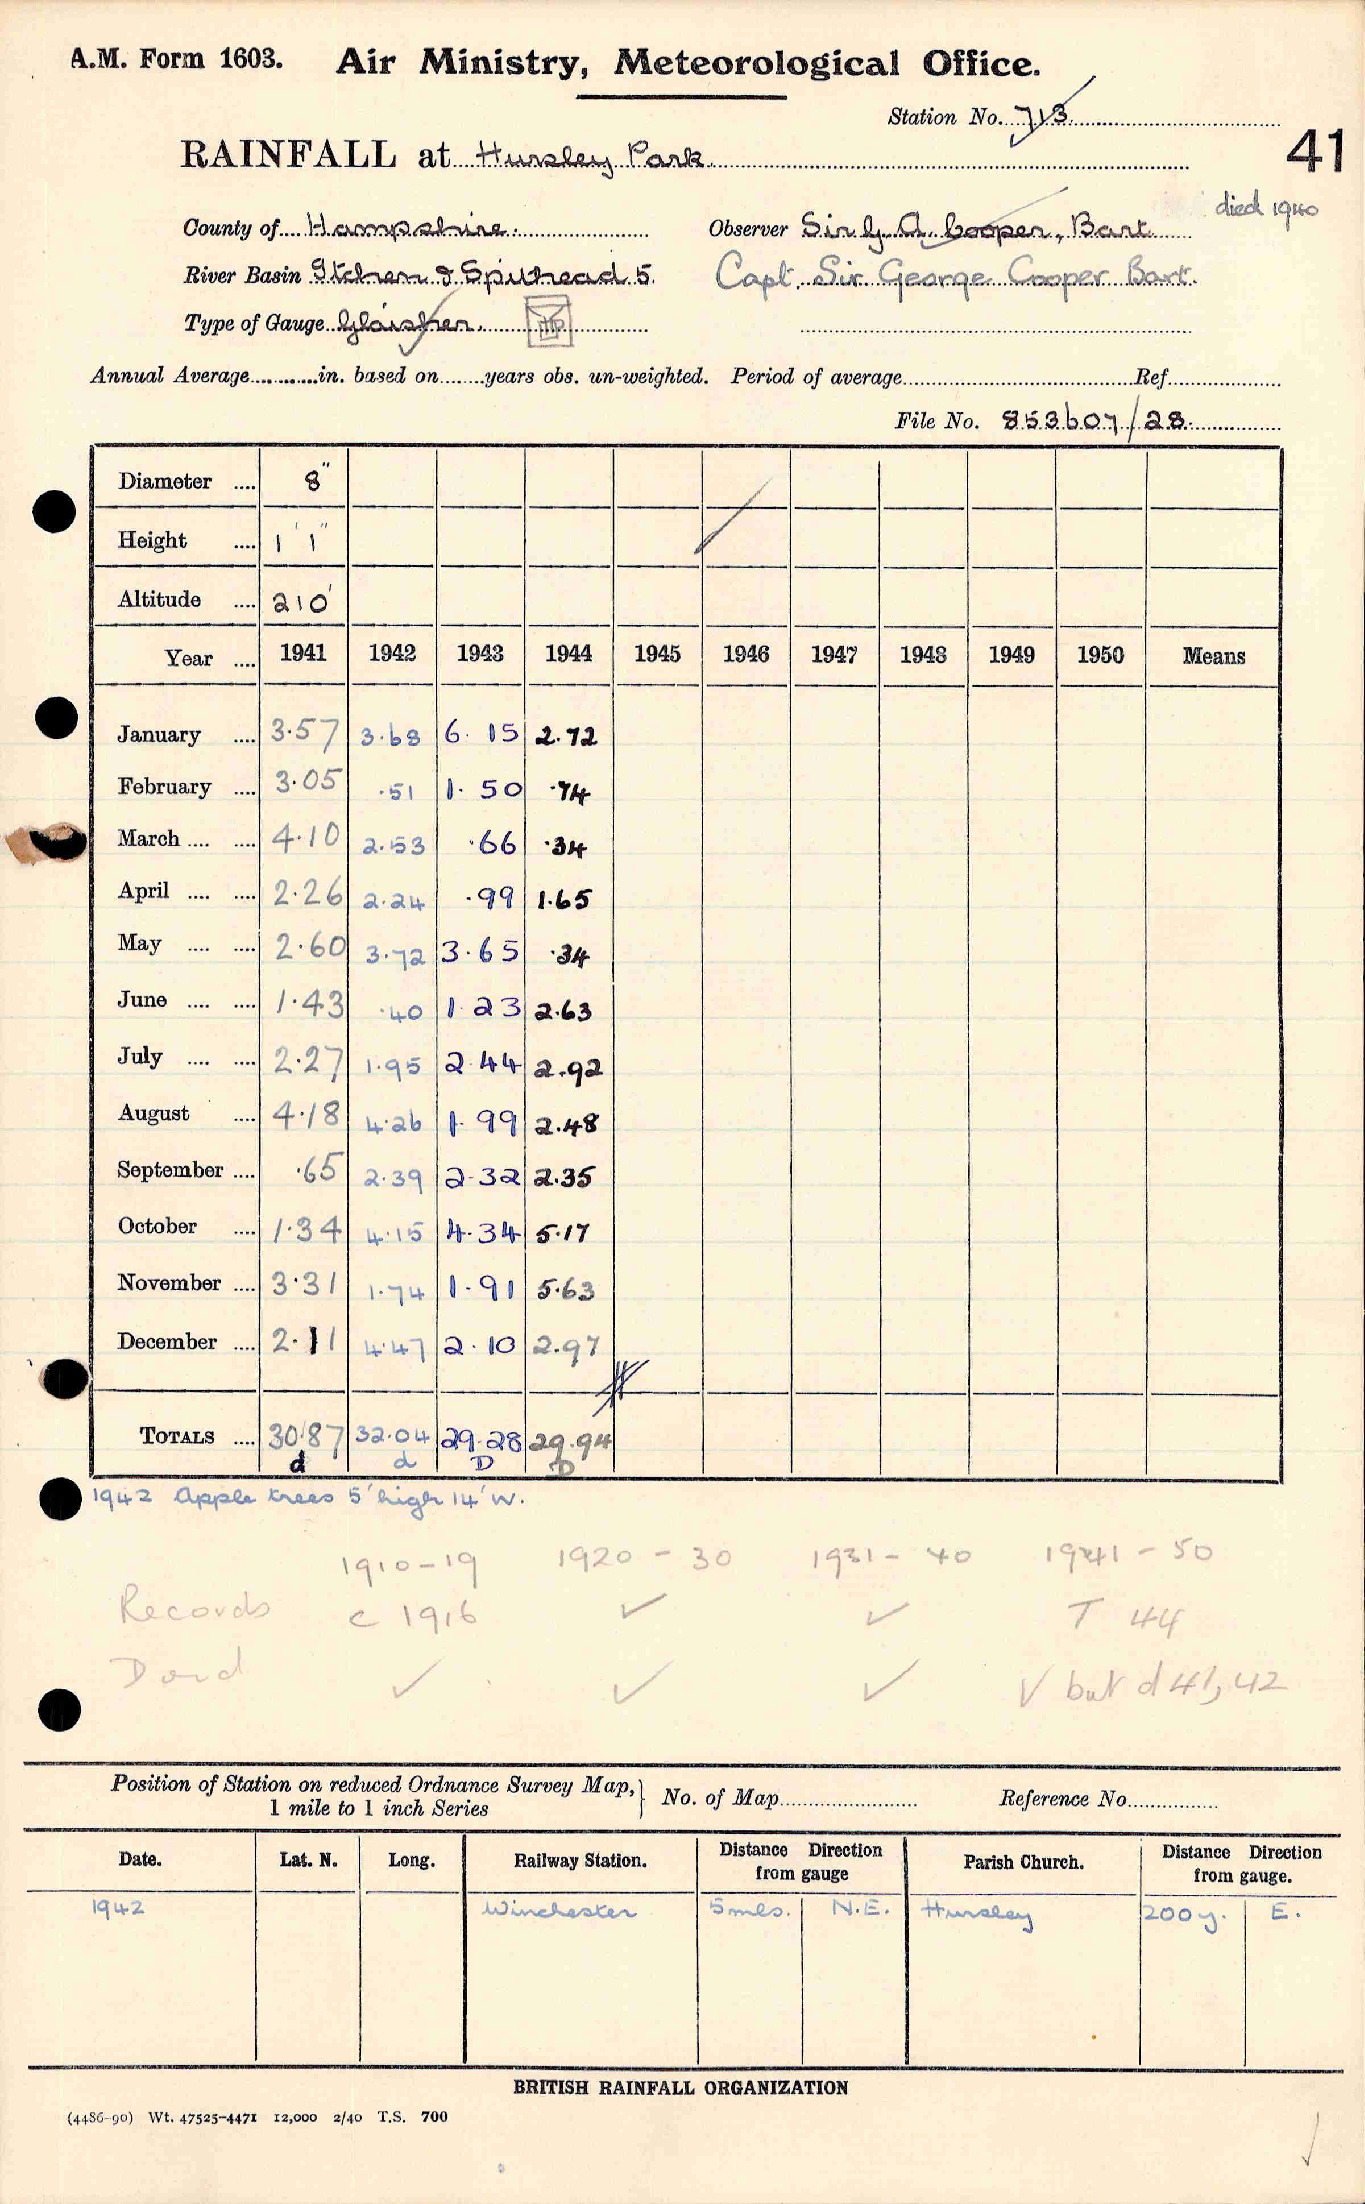 A.M. Form 1603. Air Ministry, Meteorological Office.
Station No. 713
41
RAINFALL at Hursley Park
died 1940
County of Hampshire. Observer Sir G. A. Cooper, Bart.
River Basin Itchen & Spithead 5. Capt. Sir George Cooper Bart.
Type of Gauge Glaisher.
Annual Average............in. based on........years obs. un-weighted. Period of average........ Ref........
File No. 853607/28
Diameter .... 8"
Height .... 1' 1"
Altitude .... 210'
Year .... 1941 1942 1943 1944 1945 1946 1947 1948 1949 1950 Means
January .... 3.57 3.68 6.15 2.72
February .... 3.05 .51 1.50 .74
March .... .... 4.10 2.53 .66 .34
April .... .... 2.26 2.24 .99 1.65
May .... .... 2.60 3.72 3.65 .34
June .... .... 1.43 .40 1.23 2.63
July .... .... 2.27 1.95 2.44 2.92
August .... 4.18 4.26 1.99 2.48
September .... .65 2.39 2.32 2.35
October .... 1.34 4.15 4.34 5.17
November .... 3.31 1.74 1.91 5.63
December .... 2.11 4.47 2.10 2.97
TOTALS .... 30.87 32.04 29.28 29.94
d d D D
1942 Apple trees 5' high 14' W.
1910-19 1920-30 1931-40 1941-50
Records c 1916 ✓ ✓ T 44
D and d ✓ ✓ ✓ ✓ but d 41, 42
Position of Station on reduced Ordnance Survey Map, 1 mile to 1 inch Series } No. of Map........ Reference No........
Date. Lat. N. Long. Railway Station. Distance Direction from gauge Parish Church. Distance Direction from gauge.
1942 Winchester 5 mls. N.E. Hursley 200 y. E.
BRITISH RAINFALL ORGANIZATION
(4486-90) Wt. 47525-4471 12,000 2/40 T.S. 700